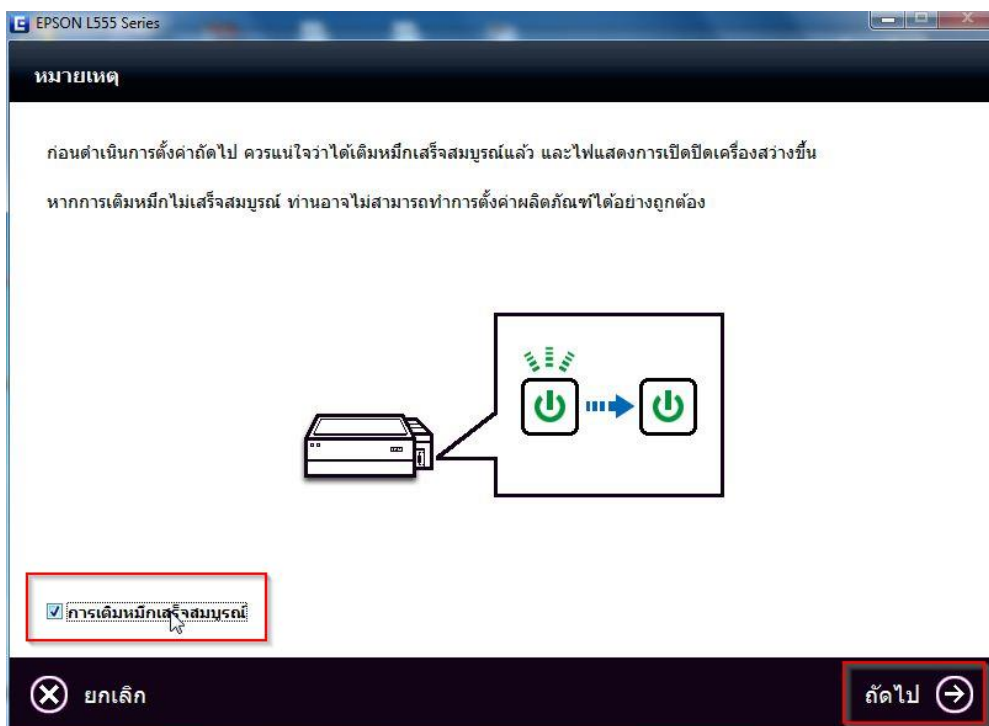 EPSON L555 Series
หมายเหตุ
ก่อนดำเนินการตั้งค่าถัดไป ควรแน่ใจว่าได้เติมหมึกเสร็จสมบูรณ์แล้ว และไฟแสดงการเปิดปิดเครื่องสว่างขึ้น
หากการเติมหมึกไม่เสร็จสมบูรณ์ ท่านอาจไม่สามารถทำการตั้งค่าผลิตภัณฑ์ได้อย่างถูกต้อง
การเติมหมึกเสร็จสมบูรณ์
ยกเลิก
ถัดไป